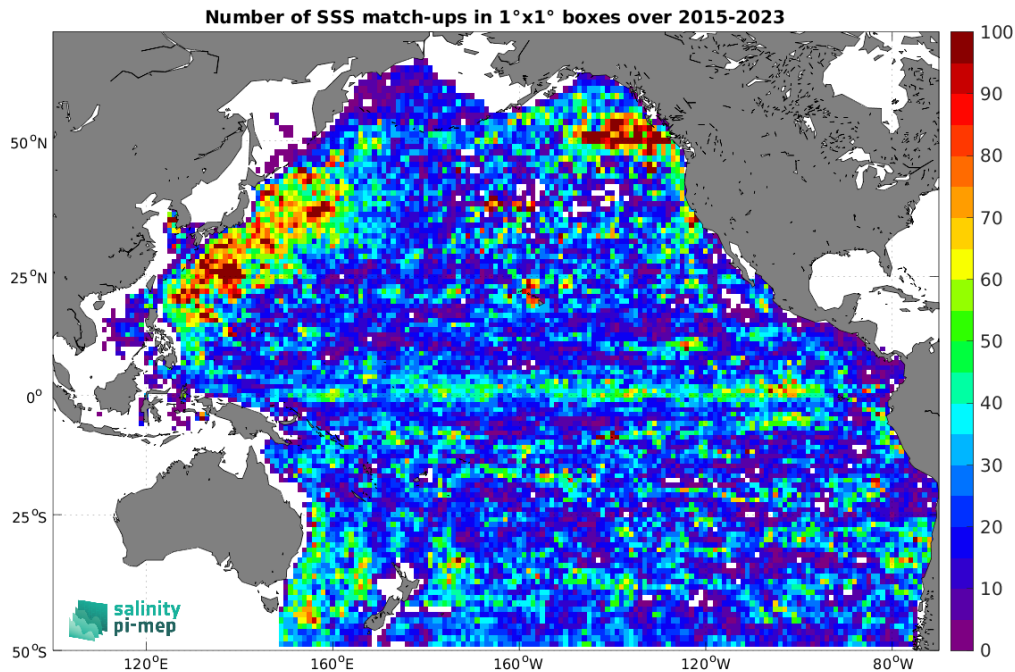 Number of SSS match-ups in 1°x1° boxes over 2015-2023
100
90
80
70
60
50
40
30
20
10
0
50°N
25°N
0°
25°S
50°S
120°E
160°E
160°W
120°W
80°W
salinity
pi-mep